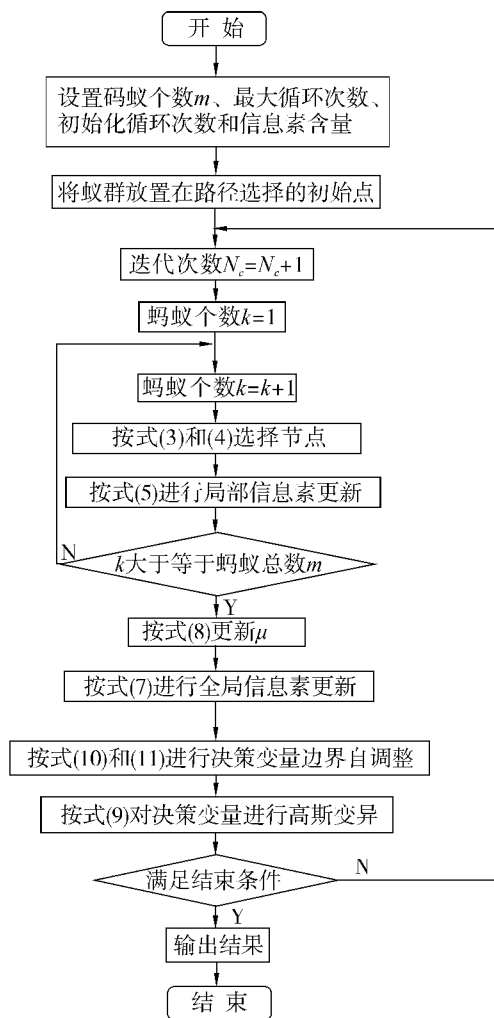 开 始
设置码蚁个数m、最大循环次数、
初始化循环次数和信息素含量
将蚁群放置在路径选择的初始点
迭代次数N_c=N_c+1
蚂蚁个数k=1
蚂蚁个数k=k+1
按式(3)和(4)选择节点
按式(5)进行局部信息素更新
N
k大于等于蚂蚁总数m
Y
按式(8)更新μ
按式(7)进行全局信息素更新
按式(10)和(11)进行决策变量边界自调整
按式(9)对决策变量进行高斯变异
满足结束条件
N
Y
输出结果
结 束